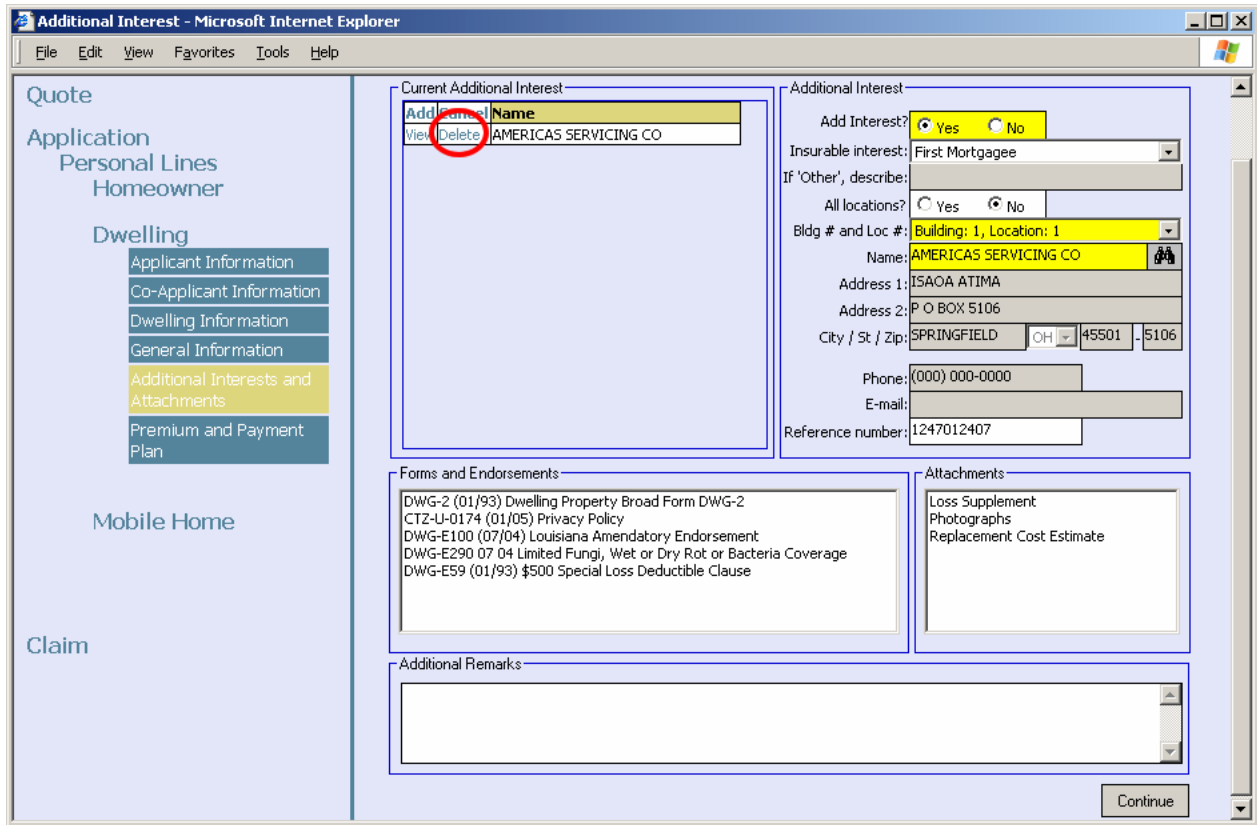 Additional Interest - Microsoft Internet Explorer
File Edit View Favorites Tools Help
Quote
Application
Personal Lines
Homeowner
Dwelling
Applicant Information
Co-Applicant Information
Dwelling Information
General Information
Additional Interests and
Attachments
Premium and Payment
Plan
Mobile Home
Claim
Current Additional Interest
Add Cancel Name
View Delete AMERICAS SERVICING CO
Additional Interest
Add Interest? Yes No
Insurable interest: First Mortgagee
If 'Other', describe:
All locations? Yes No
Bldg # and Loc #: Building: 1, Location: 1
Name: AMERICAS SERVICING CO
Address 1: ISAOA ATIMA
Address 2: P O BOX 5106
City / St / Zip: SPRINGFIELD OH 45501 - 5106
Phone: (000) 000-0000
E-mail:
Reference number: 1247012407
Forms and Endorsements
DWG-2 (01/93) Dwelling Property Broad Form DWG-2
CTZ-U-0174 (01/05) Privacy Policy
DWG-E100 (07/04) Louisiana Amendatory Endorsement
DWG-E290 07 04 Limited Fungi, Wet or Dry Rot or Bacteria Coverage
DWG-E59 (01/93) $500 Special Loss Deductible Clause
Attachments
Loss Supplement
Photographs
Replacement Cost Estimate
Additional Remarks
Continue